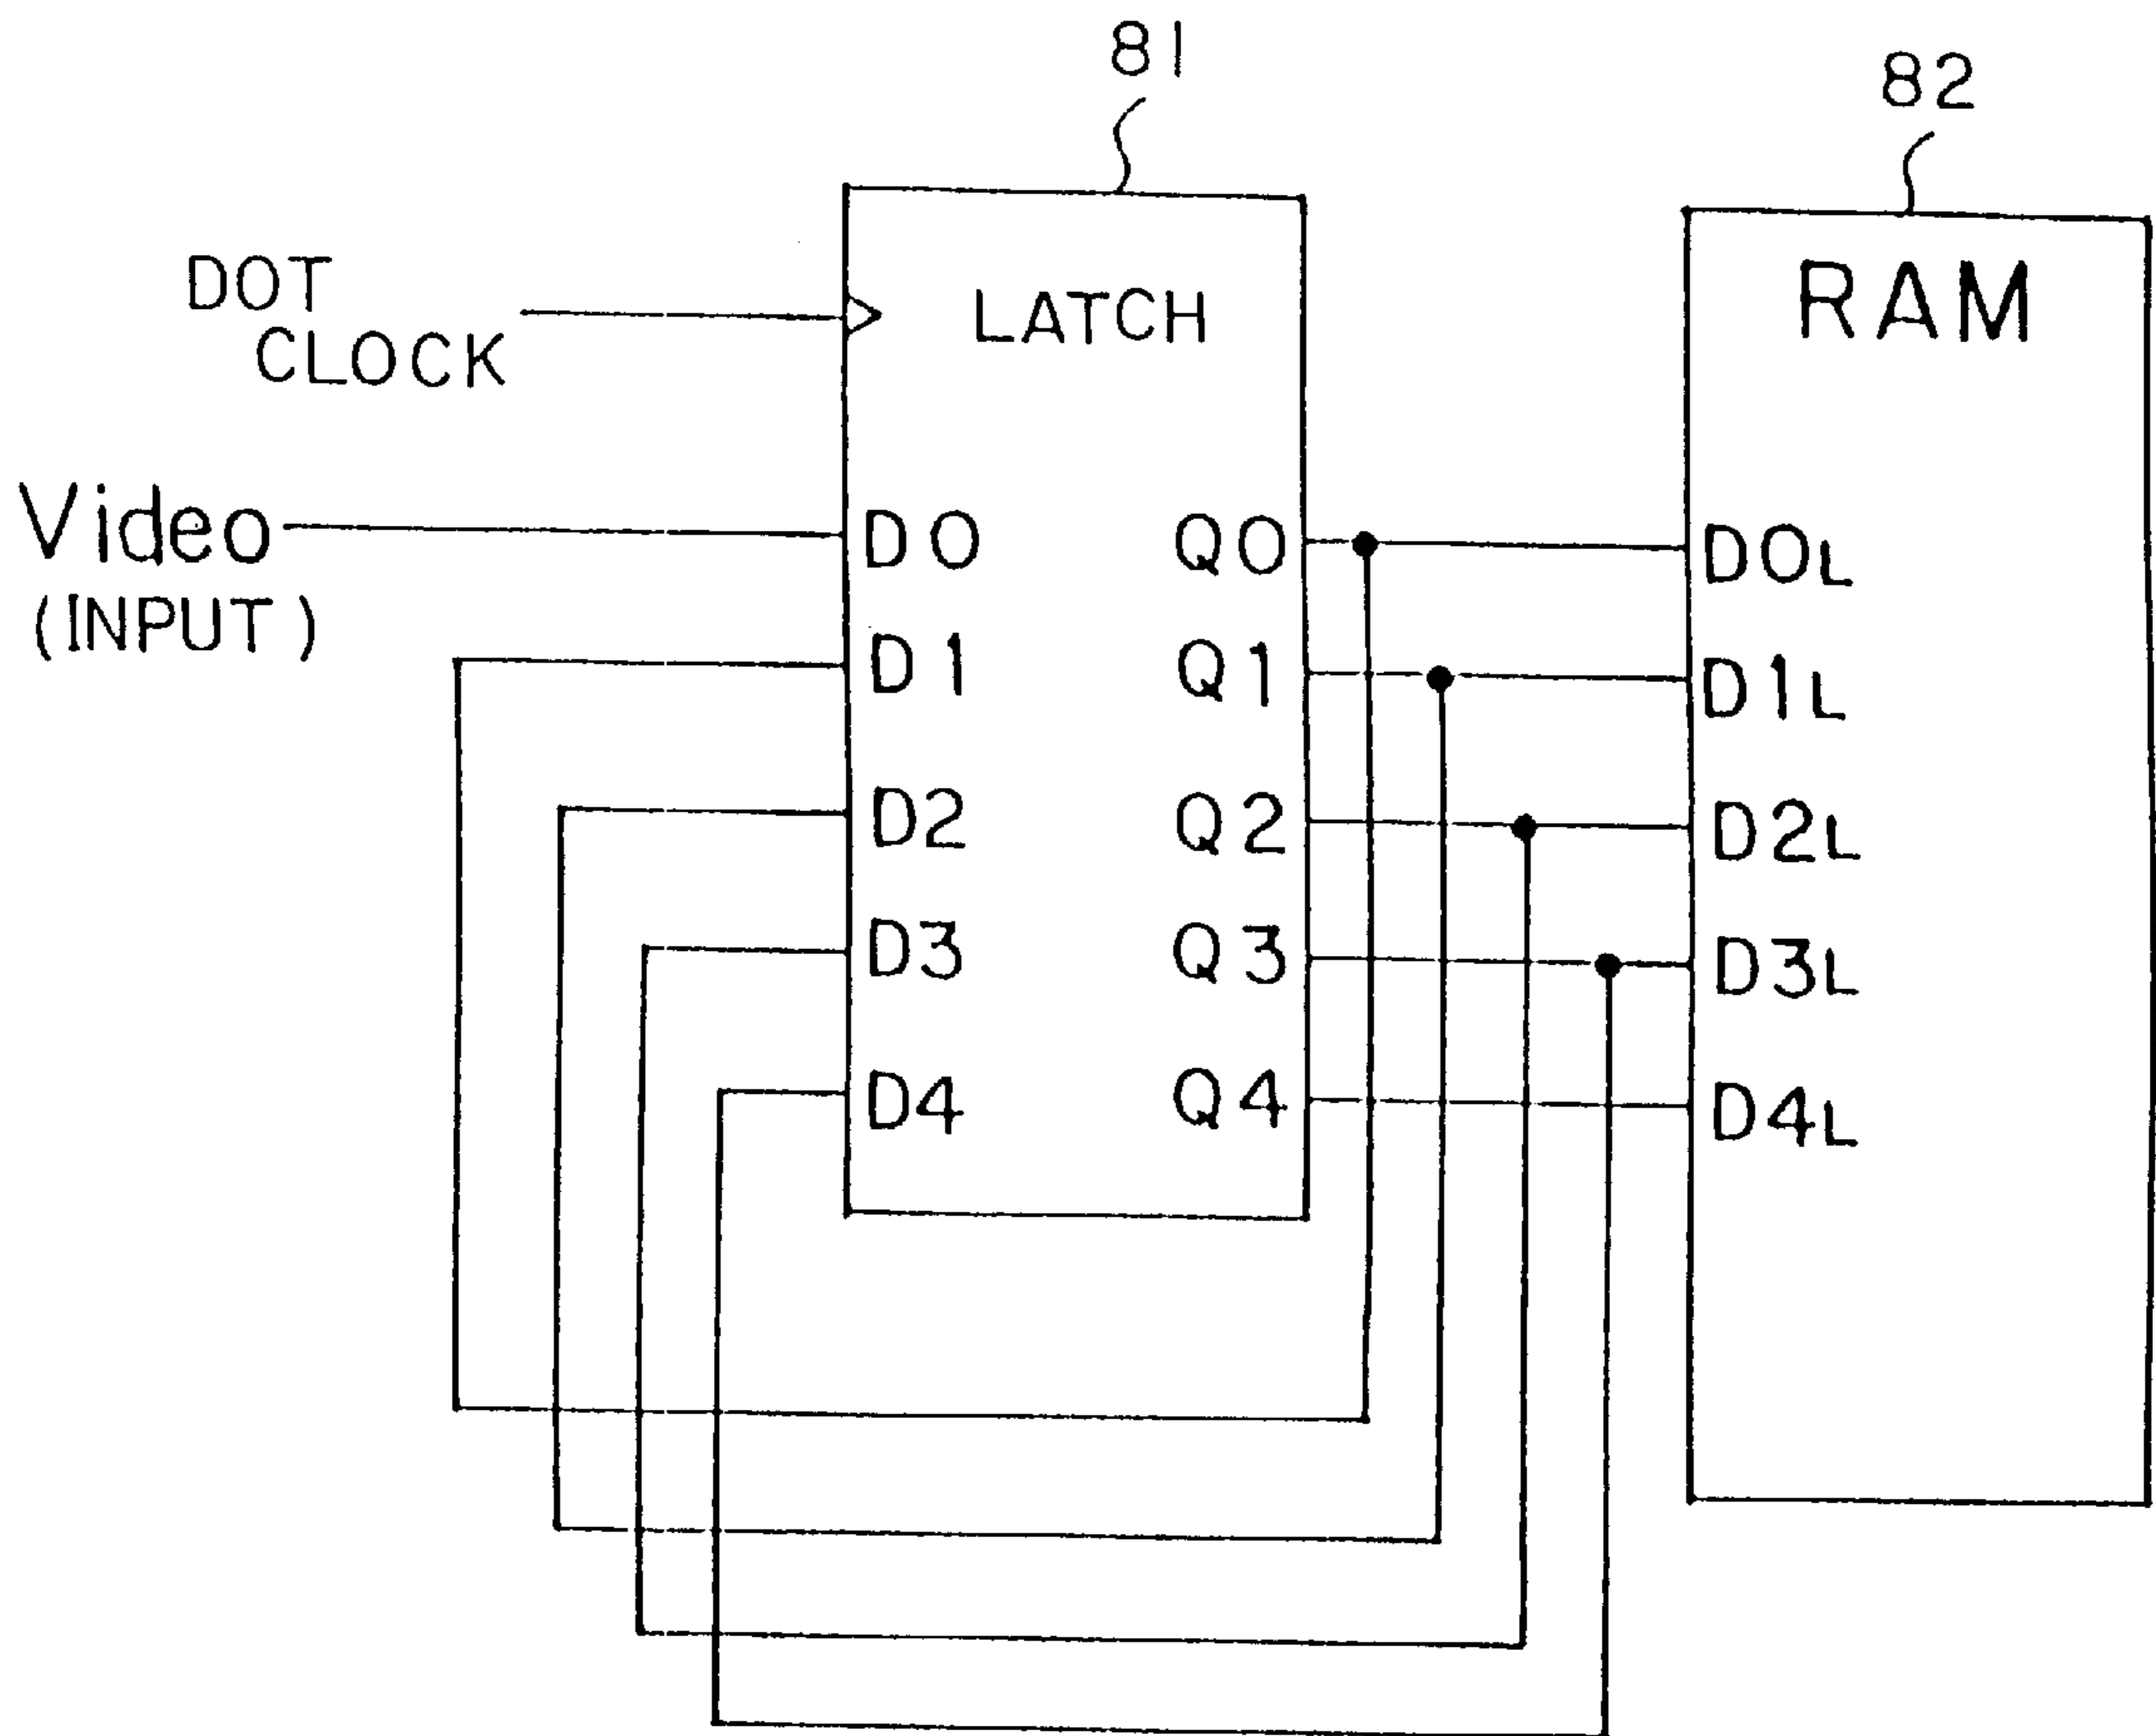 81
82
DOT
CLOCK
LATCH
RAM
Video
(INPUT)
D0
Q0
D0L
D1
Q1
D1L
D2
Q2
D2L
D3
Q3
D3L
D4
Q4
D4L